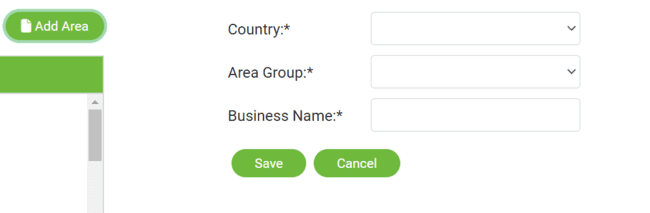 Add Area
Country:*
Area Group:*
Business Name:*
Save Cancel